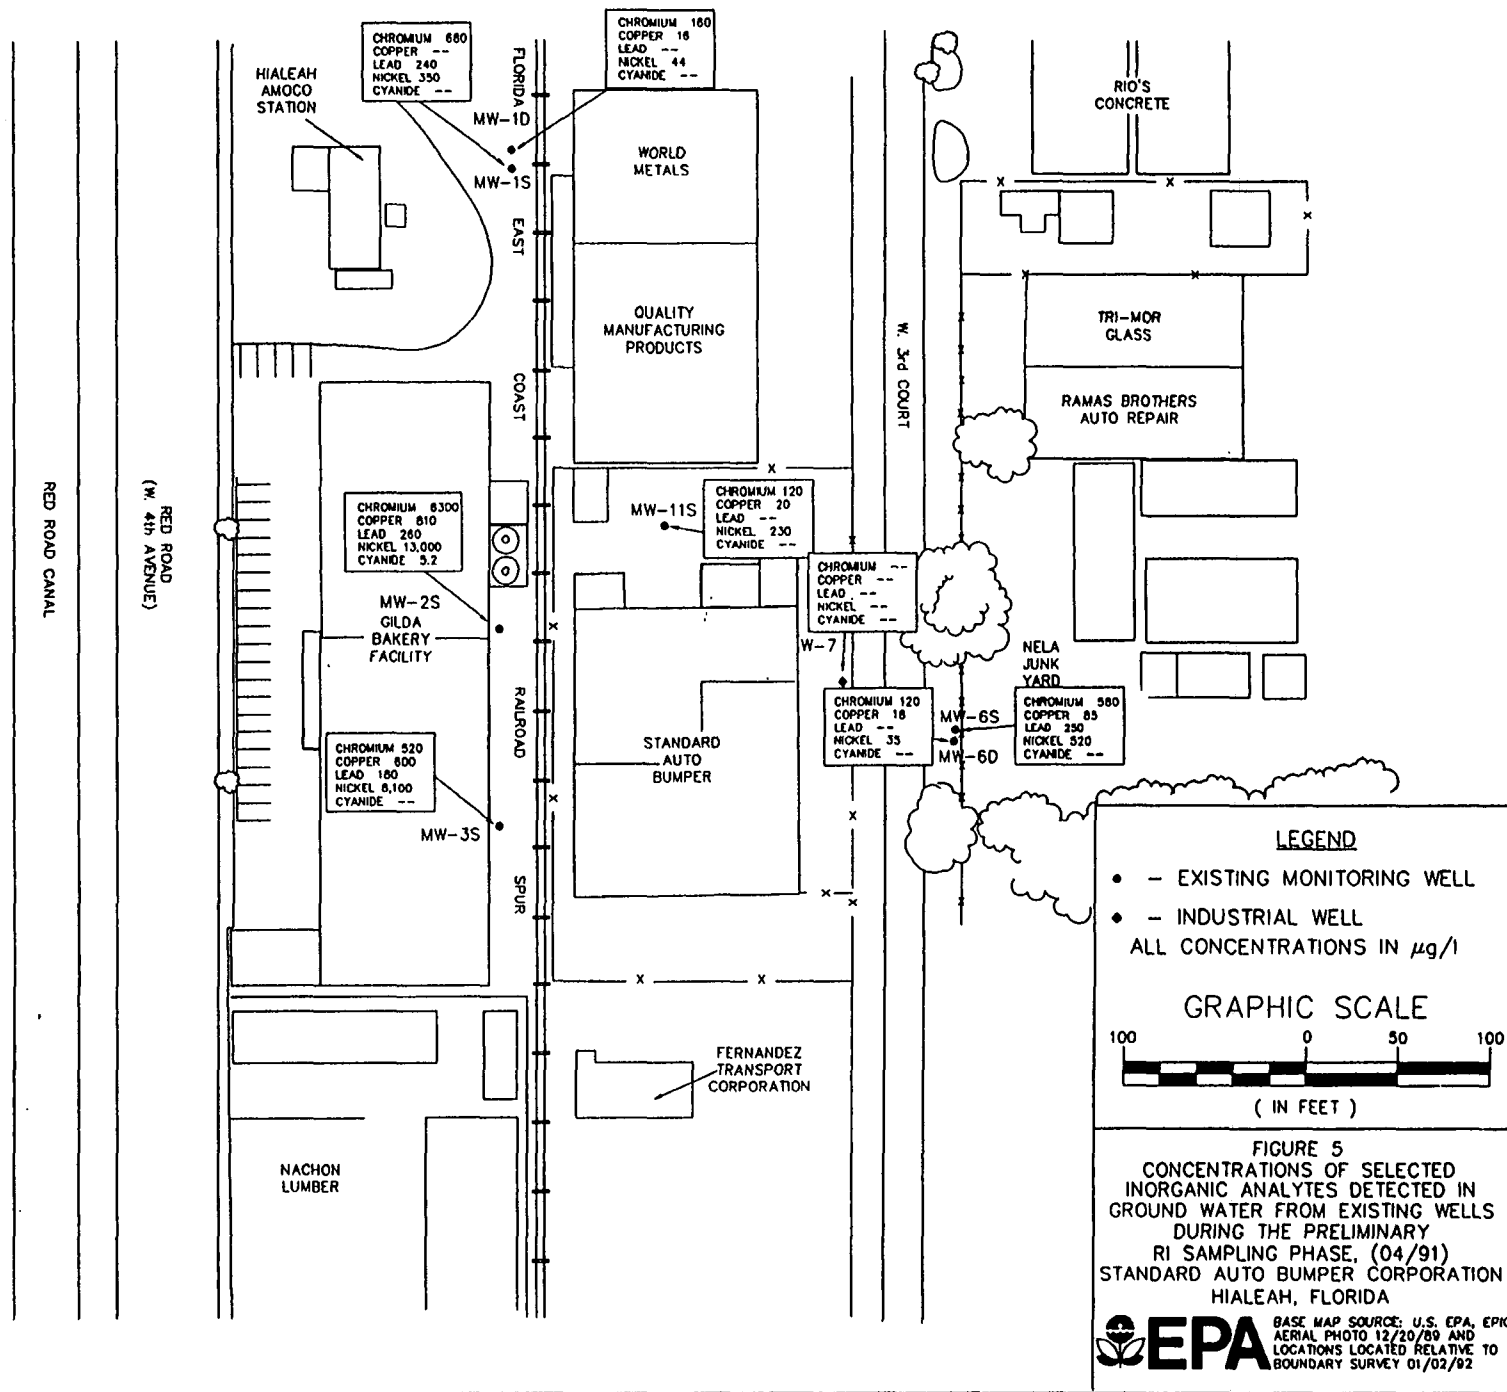 CHROMIUM 680
COPPER --
LEAD 240
NICKEL 350
CYANIDE --
CHROMIUM 160
COPPER 16
LEAD --
NICKEL 44
CYANIDE --
HIALEAH
AMOCO
STATION
FLORIDA
MW-1D
MW-1S
EAST
COAST
RAILROAD
SPUR
WORLD
METALS
QUALITY
MANUFACTURING
PRODUCTS
RIO'S
CONCRETE
TRI-MOR
GLASS
RAMAS BROTHERS
AUTO REPAIR
W. 3rd COURT
RED ROAD CANAL
RED ROAD
(W. 4th AVENUE)
CHROMIUM 6300
COPPER 810
LEAD 260
NICKEL 13,000
CYANIDE 5.2
MW-2S
GILDA
BAKERY
FACILITY
MW-11S
CHROMIUM 120
COPPER 20
LEAD --
NICKEL 230
CYANIDE --
CHROMIUM --
COPPER --
LEAD --
NICKEL --
CYANIDE --
W-7
NELA
JUNK
YARD
CHROMIUM 120
COPPER 18
LEAD --
NICKEL 35
CYANIDE --
MW-6S
MW-6D
CHROMIUM 580
COPPER 85
LEAD 250
NICKEL 520
CYANIDE --
CHROMIUM 520
COPPER 600
LEAD 180
NICKEL 8,100
CYANIDE --
MW-3S
STANDARD
AUTO
BUMPER
FERNANDEZ
TRANSPORT
CORPORATION
NACHON
LUMBER
LEGEND
● - EXISTING MONITORING WELL
◆ - INDUSTRIAL WELL
ALL CONCENTRATIONS IN µg/l
GRAPHIC SCALE
100 0 50 100
( IN FEET )
FIGURE 5
CONCENTRATIONS OF SELECTED
INORGANIC ANALYTES DETECTED IN
GROUND WATER FROM EXISTING WELLS
DURING THE PRELIMINARY
RI SAMPLING PHASE, (04/91)
STANDARD AUTO BUMPER CORPORATION
HIALEAH, FLORIDA
EPA
BASE MAP SOURCE: U.S. EPA, EPIC
AERIAL PHOTO 12/20/89 AND
LOCATIONS LOCATED RELATIVE TO
BOUNDARY SURVEY 01/02/92